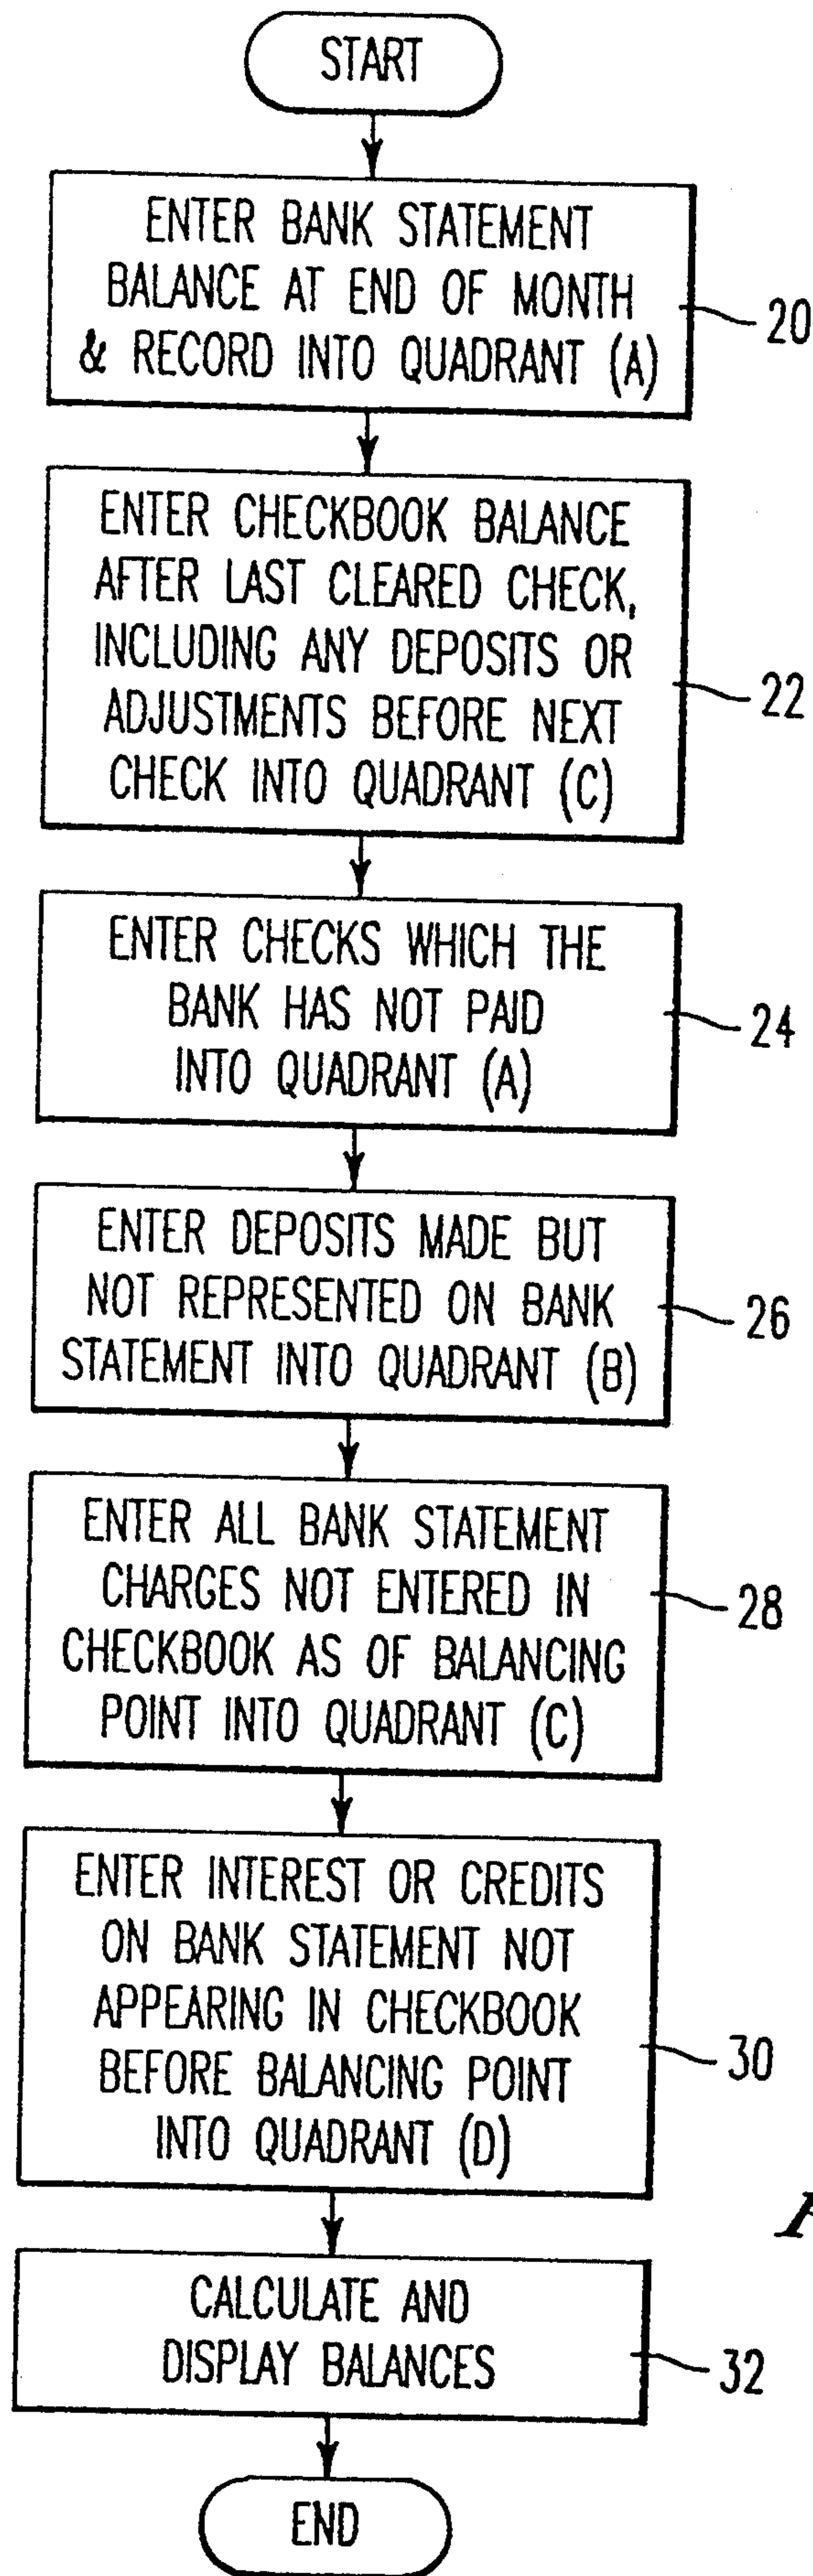 START
ENTER BANK STATEMENT
BALANCE AT END OF MONTH
& RECORD INTO QUADRANT (A)
20
ENTER CHECKBOOK BALANCE
AFTER LAST CLEARED CHECK,
INCLUDING ANY DEPOSITS OR
ADJUSTMENTS BEFORE NEXT
CHECK INTO QUADRANT (C)
22
ENTER CHECKS WHICH THE
BANK HAS NOT PAID
INTO QUADRANT (A)
24
ENTER DEPOSITS MADE BUT
NOT REPRESENTED ON BANK
STATEMENT INTO QUADRANT (B)
26
ENTER ALL BANK STATEMENT
CHARGES NOT ENTERED IN
CHECKBOOK AS OF BALANCING
POINT INTO QUADRANT (C)
28
ENTER INTEREST OR CREDITS
ON BANK STATEMENT NOT
APPEARING IN CHECKBOOK
BEFORE BALANCING POINT
INTO QUADRANT (D)
30
CALCULATE AND
DISPLAY BALANCES
32
END